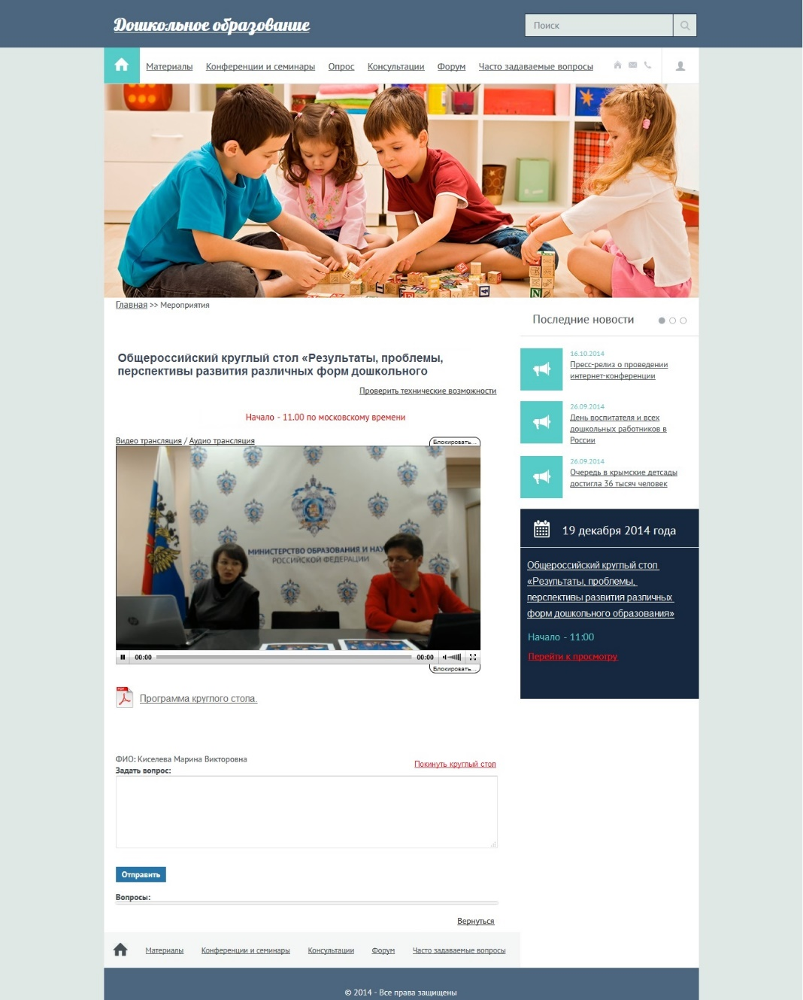 Дошкольное образование
Поиск
Материалы Конференции и семинары Опрос Консультации Форум Часто задаваемые вопросы
Главная >> Мероприятия
Общероссийский круглый стол «Результаты, проблемы,
перспективы развития различных форм дошкольного
Проверить технические возможности
Начало - 11.00 по московскому времени
Видео трансляция / Аудио трансляция
Блокировать...
МИНИСТЕРСТВО ОБРАЗОВАНИЯ И НАУ
РОССИЙСКОЙ ФЕДЕРАЦИИ
00:00 00:00
Блокировать...
Программа круглого стола.
ФИО: Киселева Марина Викторовна
Покинуть круглый стол
Задать вопрос:
Отправить
Вопросы:
Вернуться
Последние новости
16.10.2014
Пресс-релиз о проведении
интернет-конференции
26.09.2014
День воспитателя и всех
дошкольных работников в
России
26.09.2014
Очередь в крымские детсады
достигла 36 тысяч человек
19 декабря 2014 года
Общероссийский круглый стол
«Результаты, проблемы,
перспективы развития различных
форм дошкольного образования»
Начало - 11:00
Перейти к просмотру
Материалы Конференции и семинары Консультации Форум Часто задаваемые вопросы
© 2014 - Все права защищены